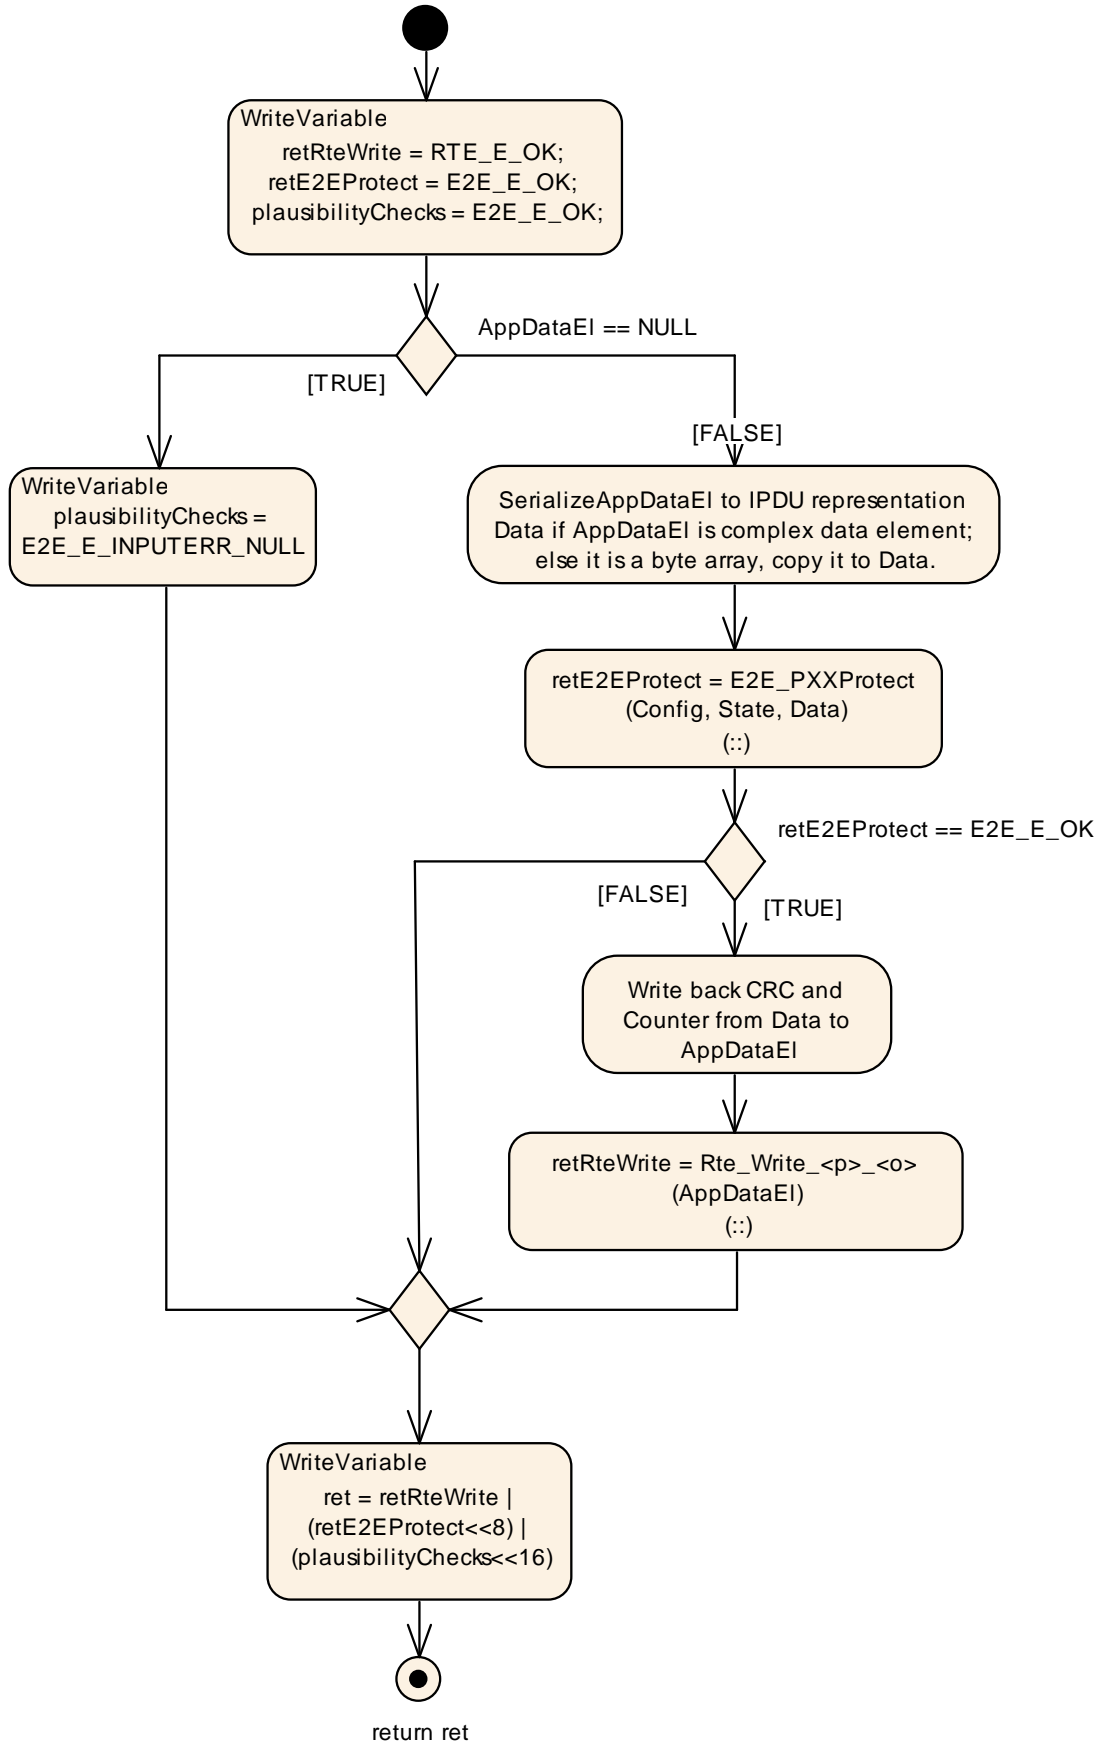 WriteVariable
retRteWrite = RTE_E_OK;
retE2EProtect = E2E_E_OK;
plausibilityChecks = E2E_E_OK;
AppDataEl == NULL
[TRUE]
[FALSE]
WriteVariable
plausibilityChecks =
E2E_E_INPUTERR_NULL
SerializeAppDataEl to IPDU representation
Data if AppDataEl is complex data element;
else it is a byte array, copy it to Data.
retE2EProtect = E2E_PXXProtect
(Config, State, Data)
(::)
retE2EProtect == E2E_E_OK
[FALSE]
[TRUE]
Write back CRC and
Counter from Data to
AppDataEl
retRteWrite = Rte_Write_<p>_<o>
(AppDataEl)
(::)
WriteVariable
ret = retRteWrite |
(retE2EProtect<<8) |
(plausibilityChecks<<16)
return ret